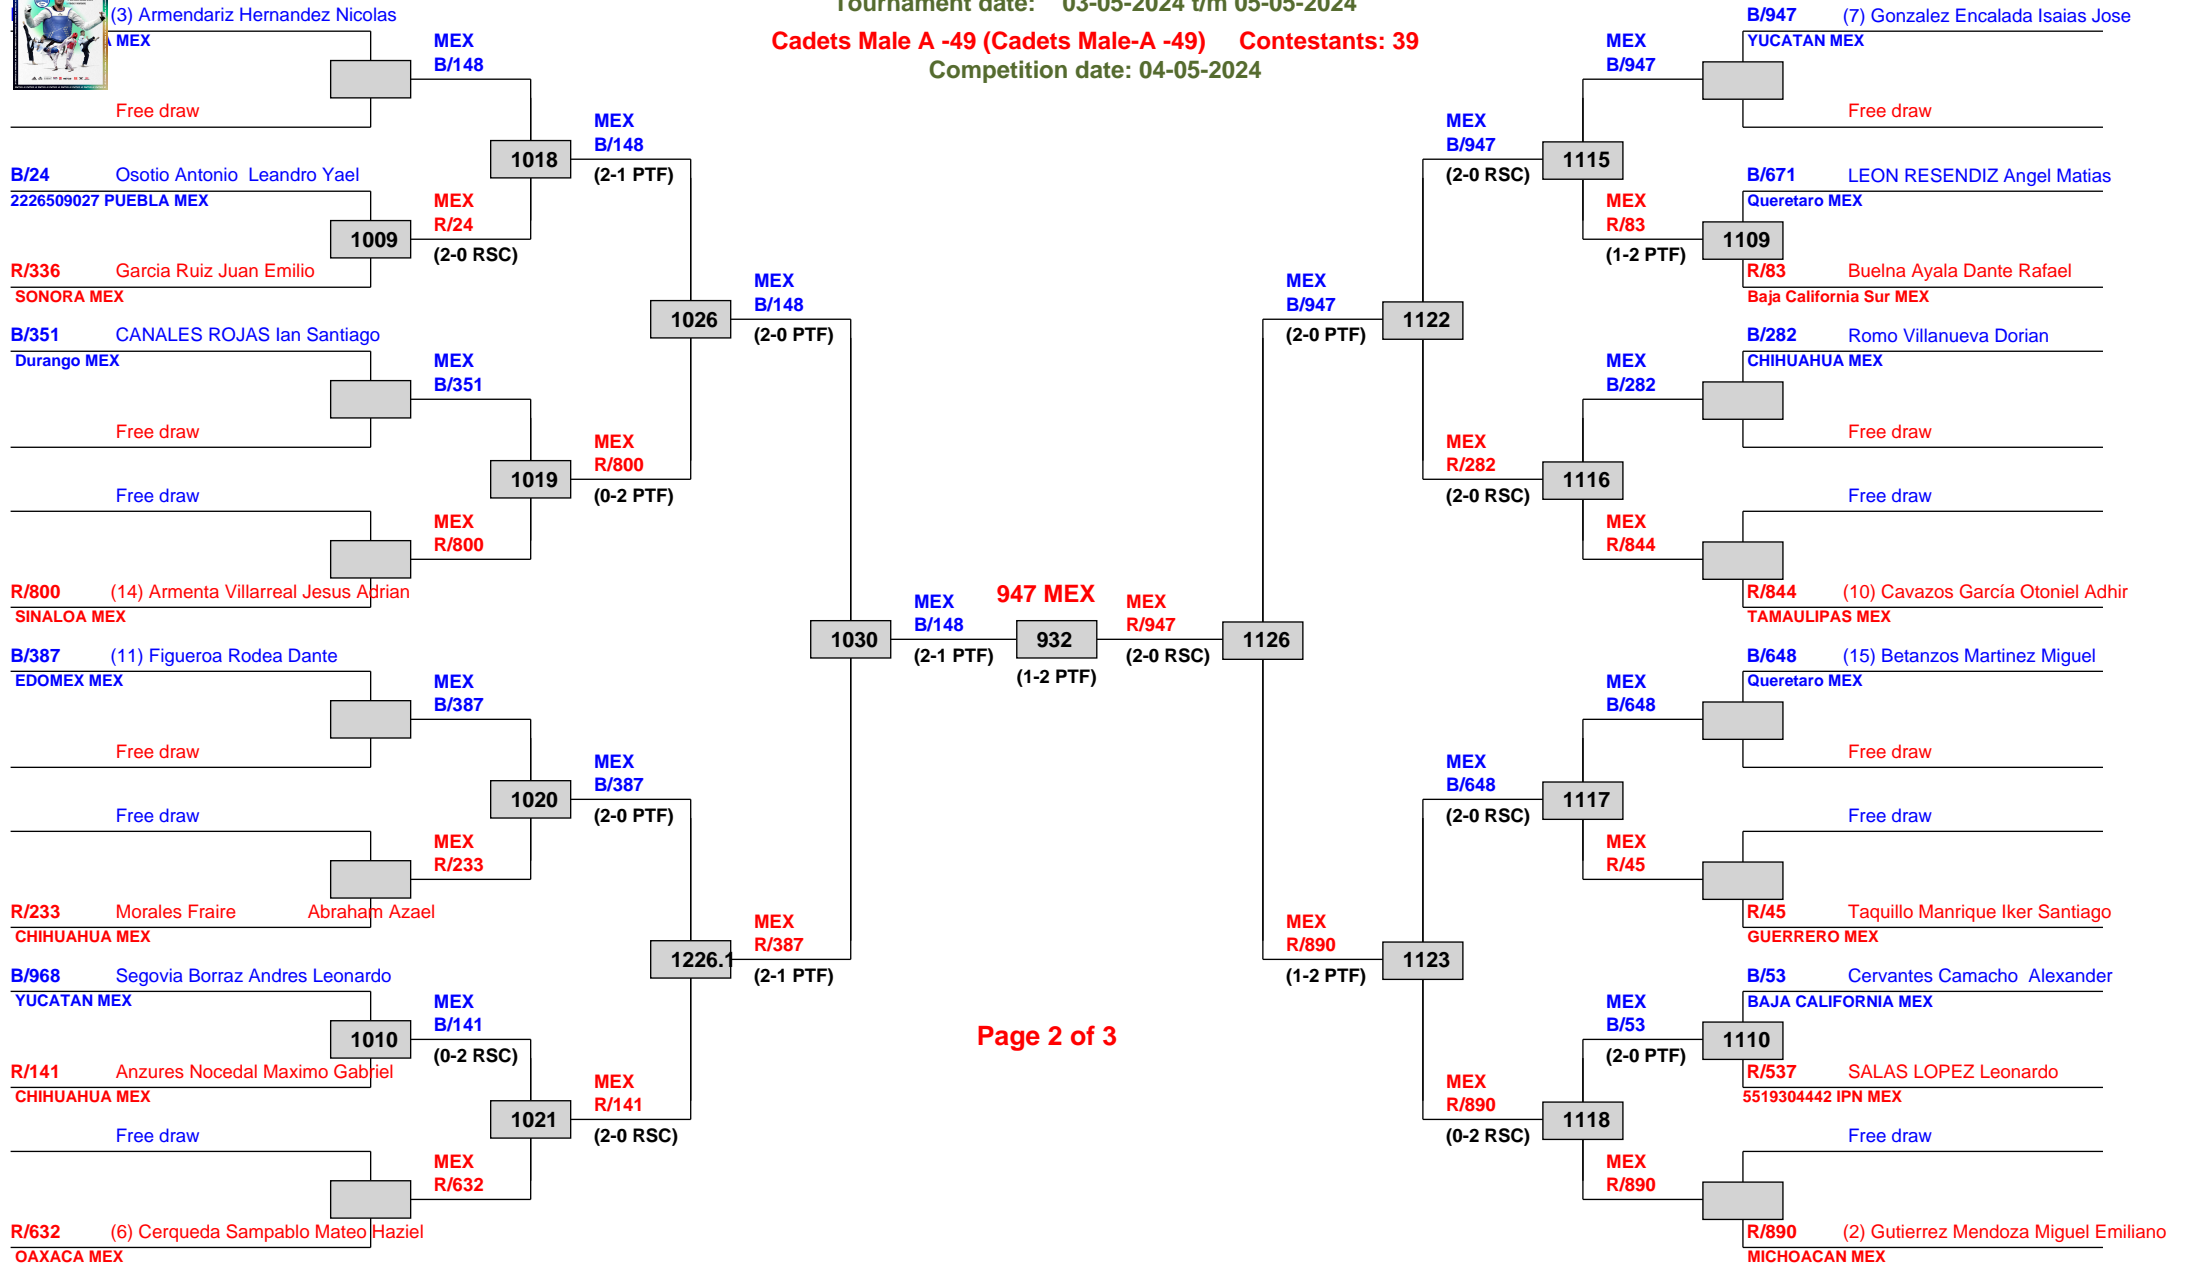 Tournament date: 03-05-2024 t/m 05-05-2024
Cadets Male A -49 (Cadets Male-A -49) Contestants: 39
Competition date: 04-05-2024
(3) Armendariz Hernandez Nicolas
MEX
Free draw
B/24 Osotio Antonio Leandro Yael
2226509027 PUEBLA MEX
R/336 Garcia Ruiz Juan Emilio
SONORA MEX
B/351 CANALES ROJAS Ian Santiago
Durango MEX
Free draw
Free draw
R/800 (14) Armenta Villarreal Jesus Adrian
SINALOA MEX
B/387 (11) Figueroa Rodea Dante
EDOMEX MEX
Free draw
Free draw
R/233 Morales Fraire Abraham Azael
CHIHUAHUA MEX
B/968 Segovia Borraz Andres Leonardo
YUCATAN MEX
R/141 Anzures Nocedal Maximo Gabriel
CHIHUAHUA MEX
Free draw
R/632 (6) Cerqueda Sampablo Mateo Haziel
OAXACA MEX
1009
1010
MEX
B/148
MEX
R/24
(2-0 RSC)
MEX
B/351
MEX
R/800
MEX
B/387
MEX
R/233
MEX
B/141
(0-2 RSC)
MEX
R/632
1018
1019
1020
1021
MEX
B/148
(2-1 PTF)
MEX
R/800
(0-2 PTF)
MEX
B/387
(2-0 PTF)
MEX
R/141
(2-0 RSC)
1026
1226.1
MEX
B/148
(2-0 PTF)
MEX
R/387
(2-1 PTF)
1030
MEX
B/148
(2-1 PTF)
947 MEX
932
(1-2 PTF)
MEX
R/947
(2-0 RSC)
1126
Page 2 of 3
MEX
B/947
(2-0 PTF)
MEX
R/890
(1-2 PTF)
1122
1123
MEX
B/947
(2-0 RSC)
MEX
R/282
(2-0 RSC)
MEX
B/648
(2-0 RSC)
MEX
R/890
(0-2 RSC)
1115
1116
1117
1118
MEX
B/947
MEX
R/83
(1-2 PTF)
MEX
B/282
MEX
R/844
MEX
B/648
MEX
R/45
MEX
B/53
(2-0 PTF)
MEX
R/890
1109
1110
B/947 (7) Gonzalez Encalada Isaias Jose
YUCATAN MEX
Free draw
B/671 LEON RESENDIZ Angel Matias
Queretaro MEX
R/83 Buelna Ayala Dante Rafael
Baja California Sur MEX
B/282 Romo Villanueva Dorian
CHIHUAHUA MEX
Free draw
Free draw
R/844 (10) Cavazos García Otoniel Adhir
TAMAULIPAS MEX
B/648 (15) Betanzos Martinez Miguel
Queretaro MEX
Free draw
Free draw
R/45 Taquillo Manrique Iker Santiago
GUERRERO MEX
B/53 Cervantes Camacho Alexander
BAJA CALIFORNIA MEX
R/537 SALAS LOPEZ Leonardo
5519304442 IPN MEX
Free draw
R/890 (2) Gutierrez Mendoza Miguel Emiliano
MICHOACAN MEX